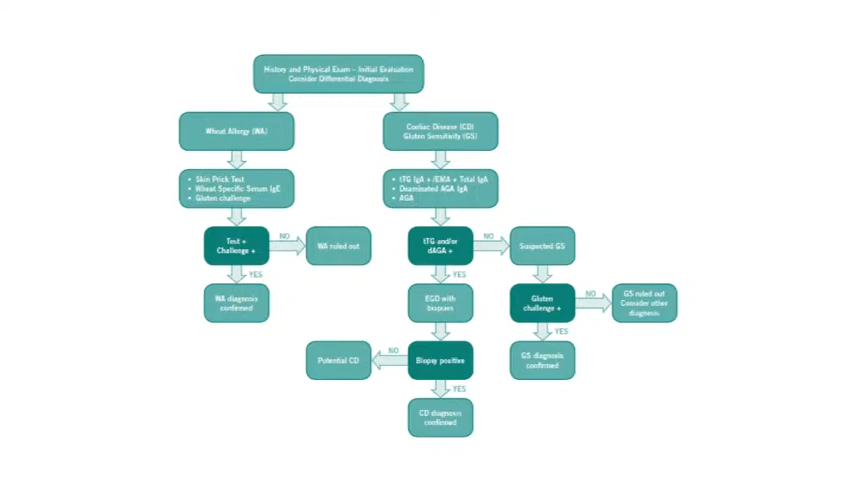 History and Physical Exam – Initial Evaluation
Consider Differential Diagnosis
Wheat Allergy (WA)
Coeliac Disease (CD)
Gluten Sensitivity (GS)
• Skin Prick Test
• Wheat Specific Serum IgE
• Gluten challenge
• tTG IgA +/EMA + Total IgA
• Deaminated AGA IgA
• AGA
Test +
Challenge +
NO
WA ruled out
tTG and/or
dAGA +
NO
Suspected GS
YES
YES
WA diagnosis
confirmed
EGD with
biopsies
Gluten
challenge +
NO
GS ruled out
Consider other
diagnosis
YES
Potential CD
NO
Biopsy positive
GS diagnosis
confirmed
YES
CD diagnosis
confirmed